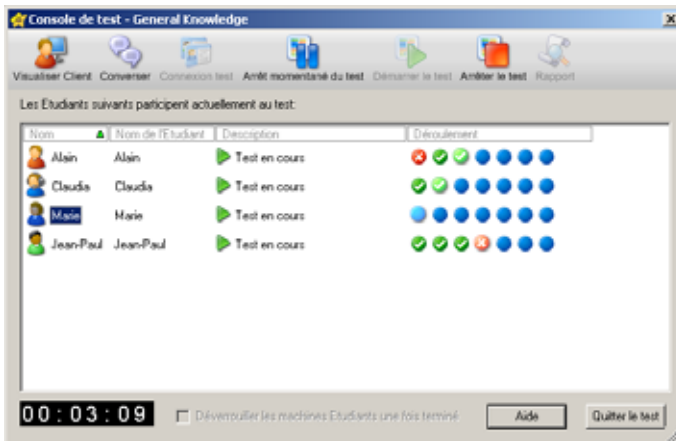 Console de test - General Knowledge
Visualiser Client Converser Connexion test Arrêt momentané du test Démarrer le test Arrêter le test Rapport
Les Etudiants suivants participent actuellement au test:
Nom Nom de l'Etudiant Description Déroulement
Alain Alain Test en cours
Claudia Claudia Test en cours
Marie Marie Test en cours
Jean-Paul Jean-Paul Test en cours
00:03:09 Déverrouiller les machines Etudiants une fois terminé Aide Quitter le test